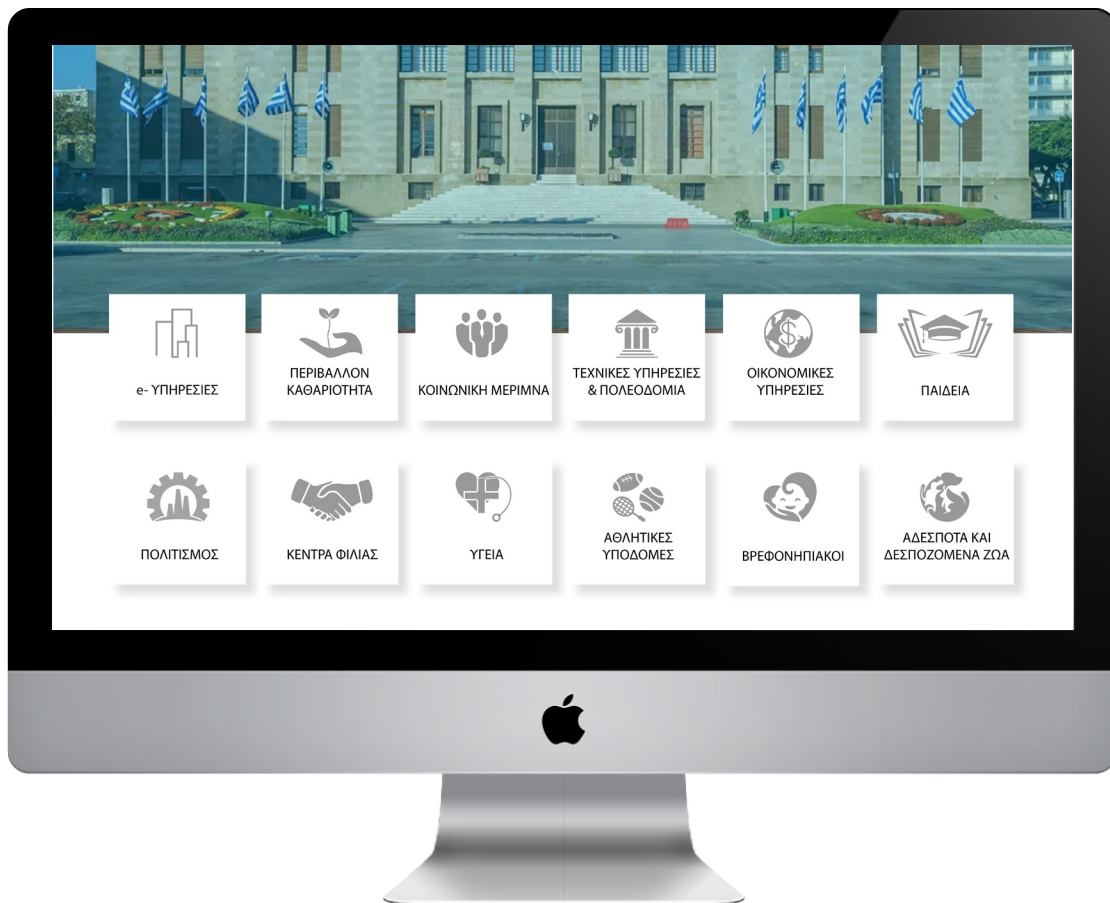 e- ΥΠΗΡΕΣΙΕΣ
ΠΕΡΙΒΑΛΛΟΝ
ΚΑΘΑΡΙΟΤΗΤΑ
ΚΟΙΝΩΝΙΚΗ ΜΕΡΙΜΝΑ
ΤΕΧΝΙΚΕΣ ΥΠΗΡΕΣΙΕΣ
& ΠΟΛΕΟΔΟΜΙΑ
ΟΙΚΟΝΟΜΙΚΕΣ
ΥΠΗΡΕΣΙΕΣ
ΠΑΙΔΕΙΑ
ΠΟΛΙΤΙΣΜΟΣ
ΚΕΝΤΡΑ ΦΙΛΙΑΣ
ΥΓΕΙΑ
ΑΘΛΗΤΙΚΕΣ
ΥΠΟΔΟΜΕΣ
ΒΡΕΦΟΝΗΠΙΑΚΟΙ
ΑΔΕΣΠΟΤΑ ΚΑΙ
ΔΕΣΠΟΖΟΜΕΝΑ ΖΩΑ